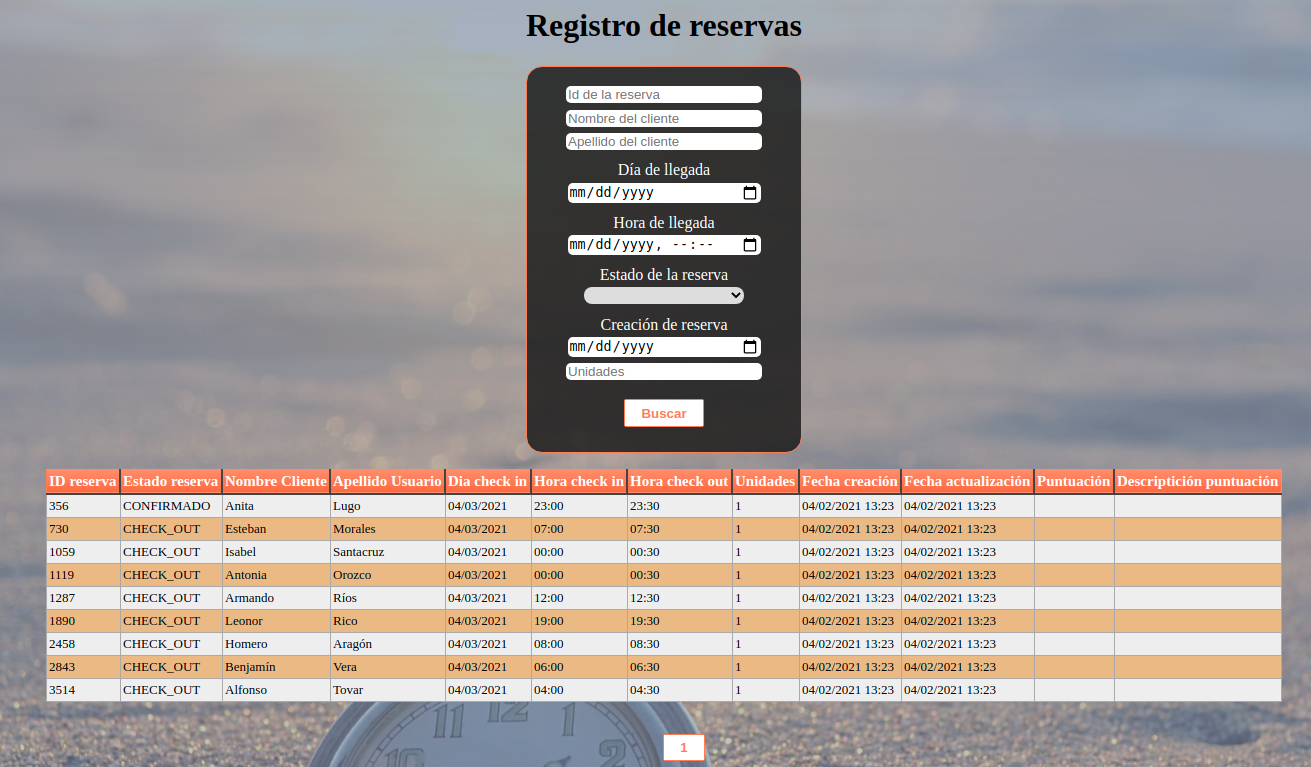 Registro de reservas
Id de la reserva
Nombre del cliente
Apellido del cliente
Día de llegada
mm/dd/yyyy
Hora de llegada
mm/dd/yyyy, --:--
Estado de la reserva
Creación de reserva
mm/dd/yyyy
Unidades
Buscar
ID reserva Estado reserva Nombre Cliente Apellido Usuario Dia check in Hora check in Hora check out Unidades Fecha creación Fecha actualización Puntuación Descriptición puntuación
356 CONFIRMADO Anita Lugo 04/03/2021 23:00 23:30 1 04/02/2021 13:23 04/02/2021 13:23
730 CHECK_OUT Esteban Morales 04/03/2021 07:00 07:30 1 04/02/2021 13:23 04/02/2021 13:23
1059 CHECK_OUT Isabel Santacruz 04/03/2021 00:00 00:30 1 04/02/2021 13:23 04/02/2021 13:23
1119 CHECK_OUT Antonia Orozco 04/03/2021 00:00 00:30 1 04/02/2021 13:23 04/02/2021 13:23
1287 CHECK_OUT Armando Ríos 04/03/2021 12:00 12:30 1 04/02/2021 13:23 04/02/2021 13:23
1890 CHECK_OUT Leonor Rico 04/03/2021 19:00 19:30 1 04/02/2021 13:23 04/02/2021 13:23
2458 CHECK_OUT Homero Aragón 04/03/2021 08:00 08:30 1 04/02/2021 13:23 04/02/2021 13:23
2843 CHECK_OUT Benjamín Vera 04/03/2021 06:00 06:30 1 04/02/2021 13:23 04/02/2021 13:23
3514 CHECK_OUT Alfonso Tovar 04/03/2021 04:00 04:30 1 04/02/2021 13:23 04/02/2021 13:23
11 12 1
10 2
1